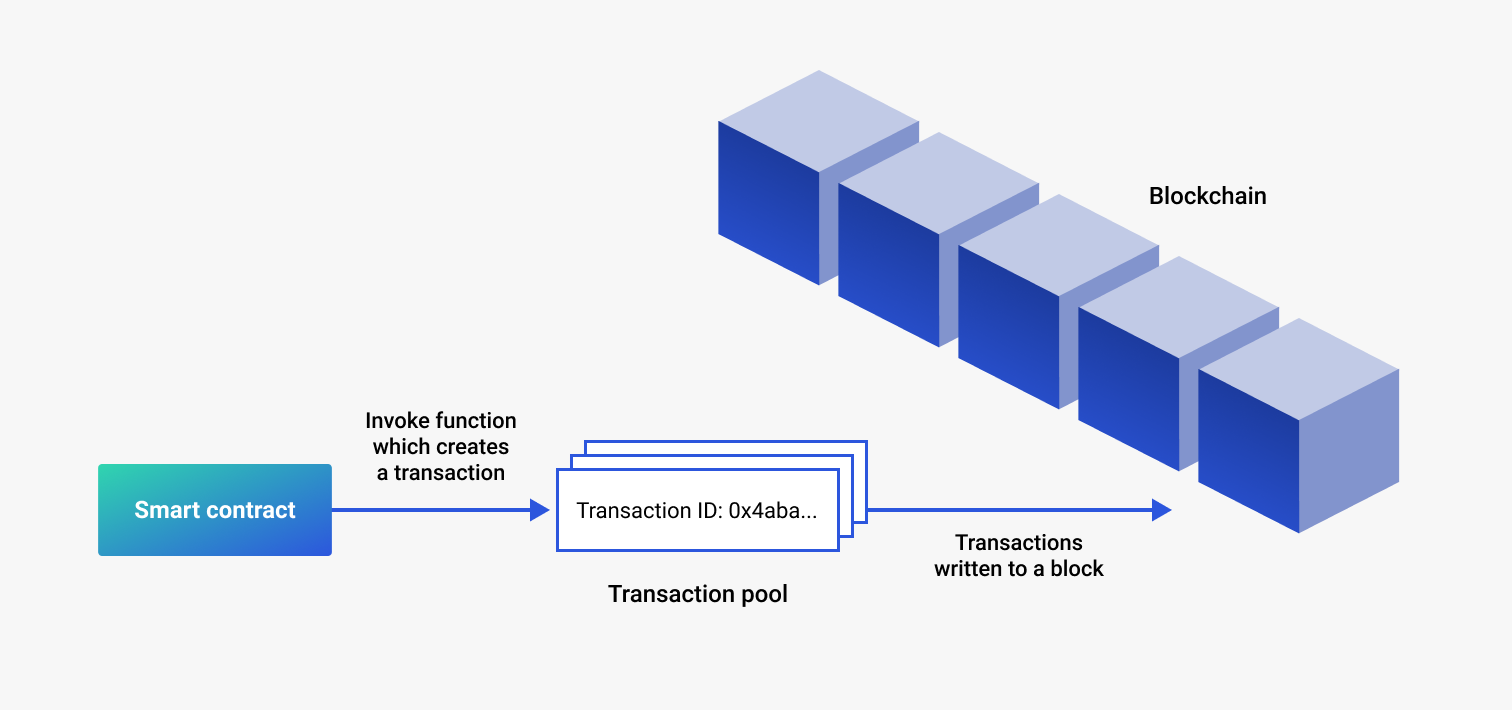 Blockchain
Invoke function
which creates
a transaction
Smart contract
Transaction ID: 0x4aba...
Transactions
written to a block
Transaction pool